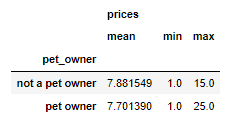 prices
mean min max
pet_owner
not a pet owner 7.881549 1.0 15.0
pet owner 7.701390 1.0 25.0